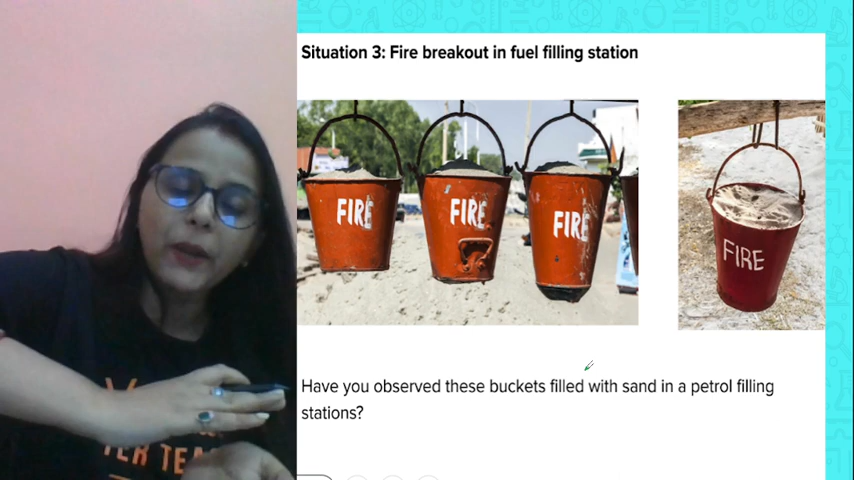 Situation 3: Fire breakout in fuel filling station
FIRE
FIRE
FIRE
FIRE
Have you observed these buckets filled with sand in a petrol filling
stations?